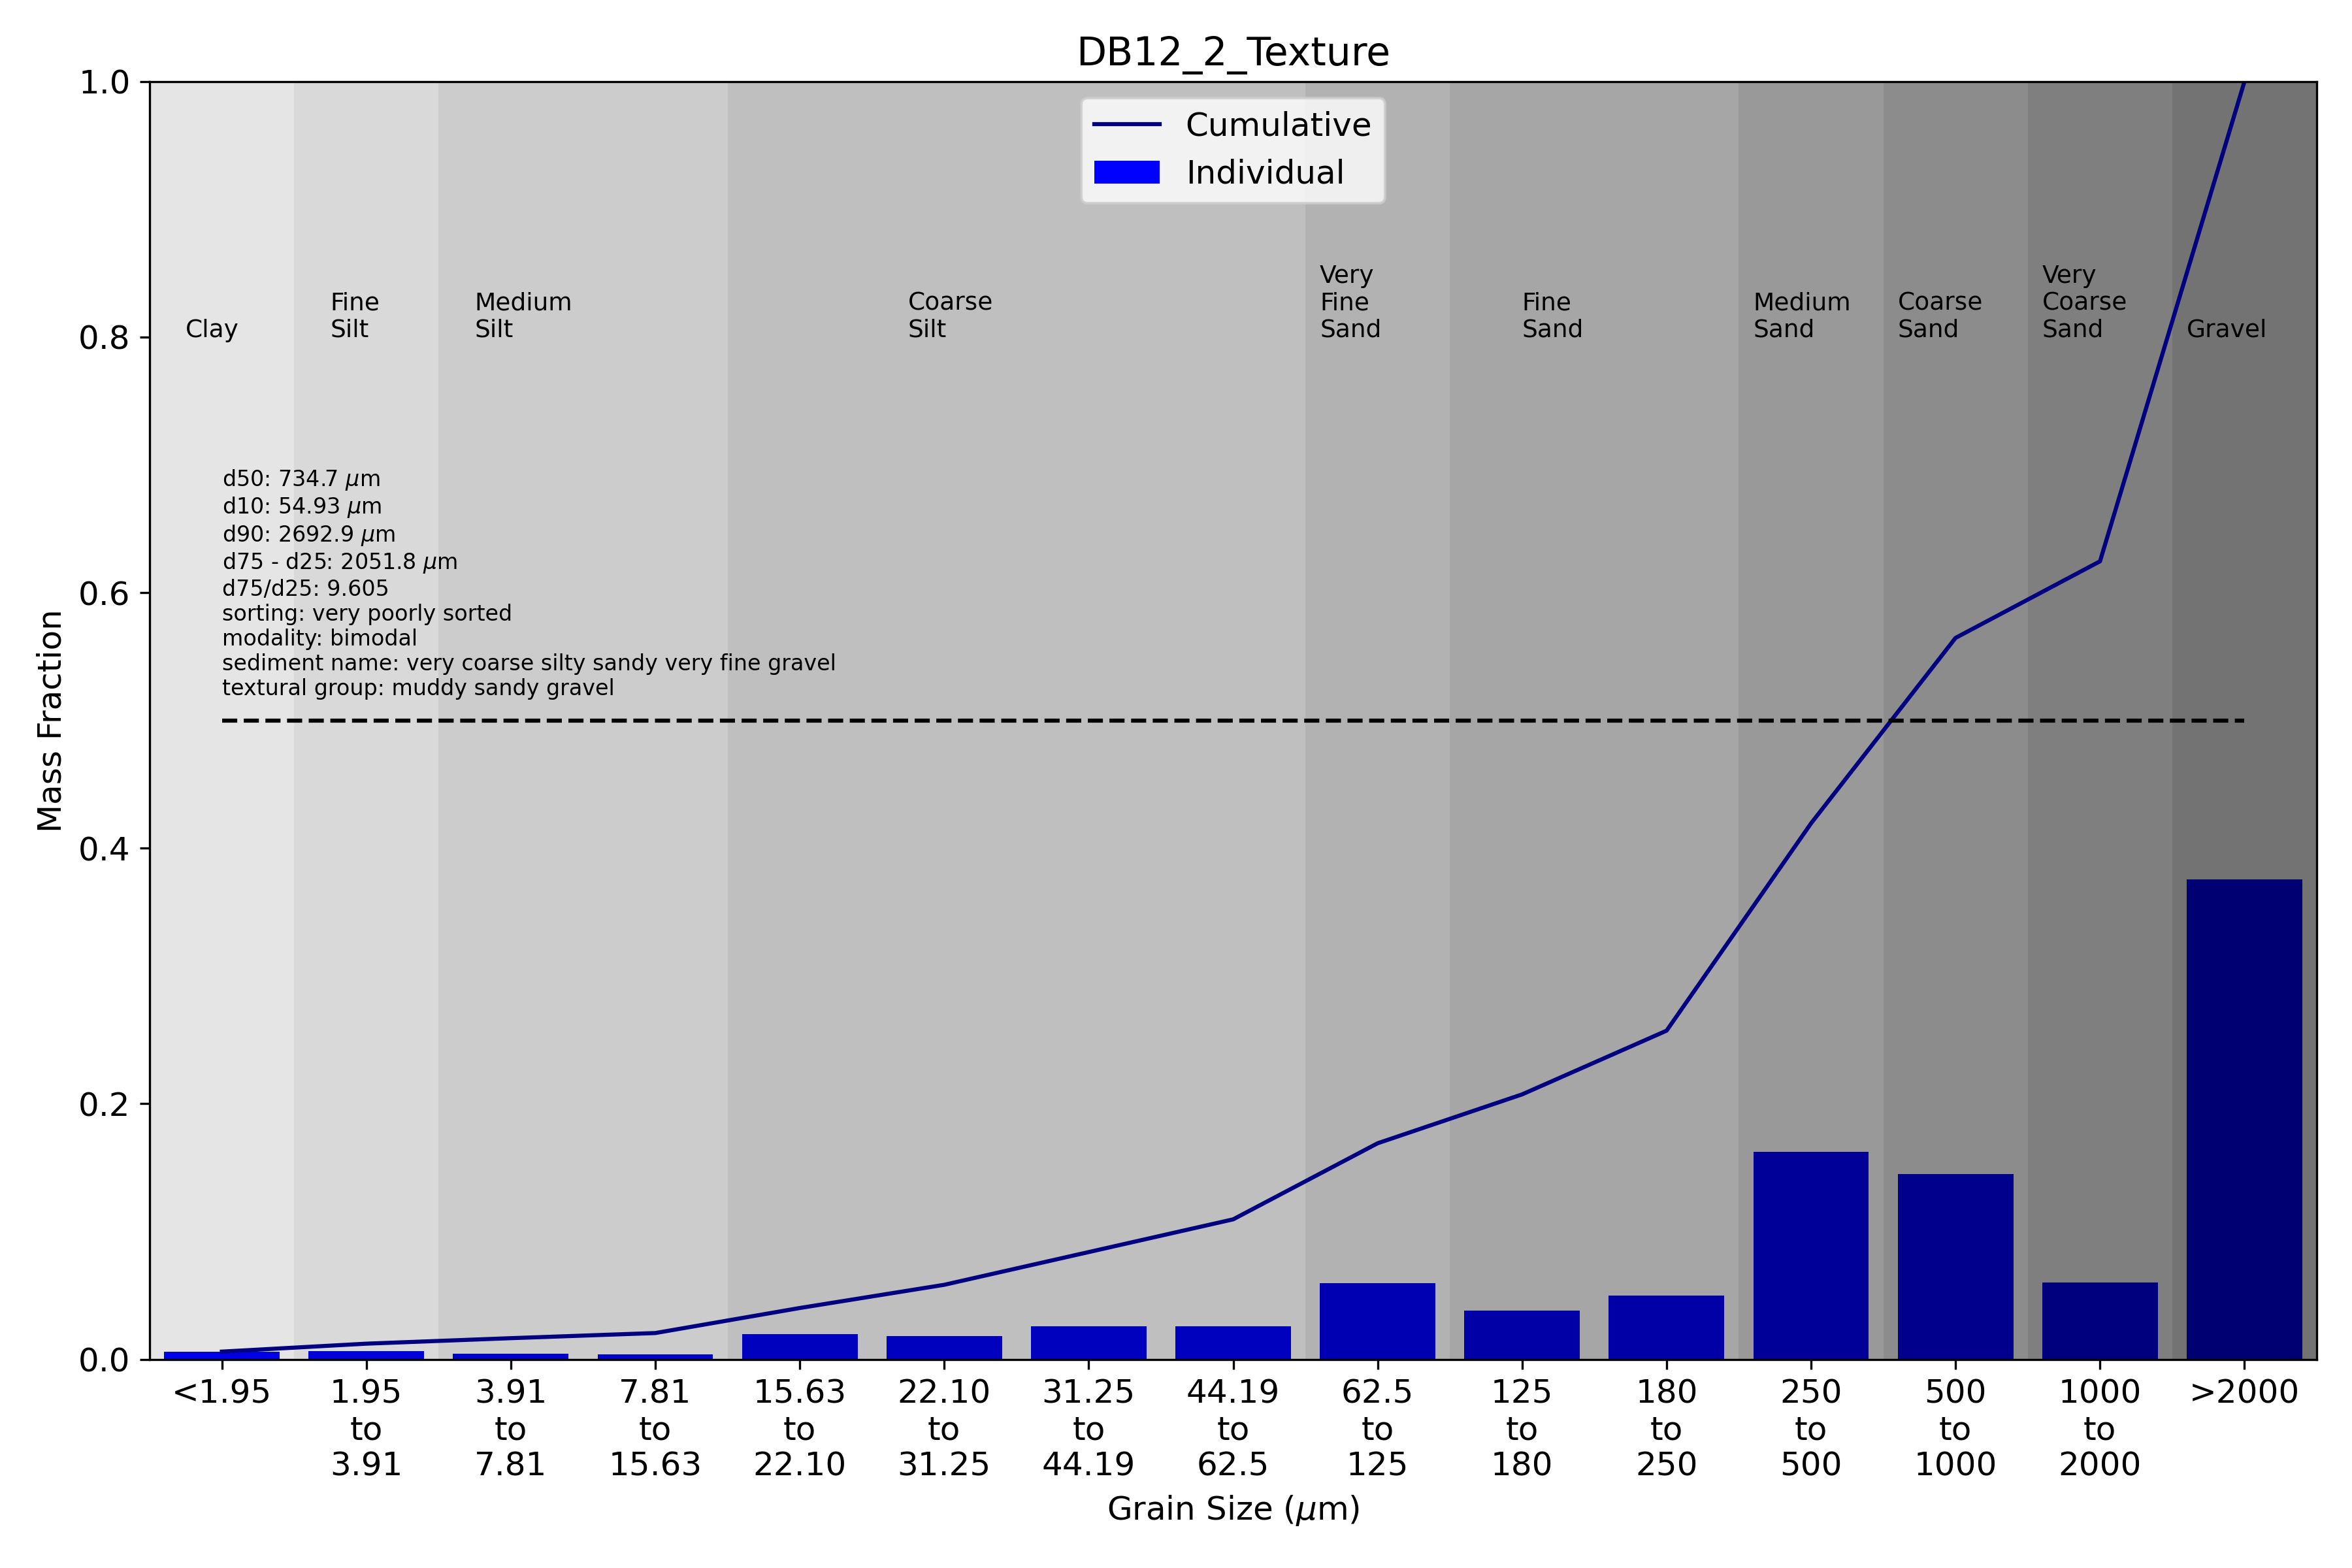 DB12_2_Texture
Cumulative
Individual
1.0
0.8
0.6
0.4
0.2
0.0
Mass Fraction
Clay
Fine
Silt
Medium
Silt
Coarse
Silt
Very
Fine
Sand
Fine
Sand
Medium
Sand
Coarse
Sand
Very
Coarse
Sand
Gravel
d50: 734.7 μm
d10: 54.93 μm
d90: 2692.9 μm
d75 - d25: 2051.8 μm
d75/d25: 9.605
sorting: very poorly sorted
modality: bimodal
sediment name: very coarse silty sandy very fine gravel
textural group: muddy sandy gravel
<1.95
1.95
to
3.91
3.91
to
7.81
7.81
to
15.63
15.63
to
22.10
22.10
to
31.25
31.25
to
44.19
44.19
to
62.5
62.5
to
125
125
to
180
180
to
250
250
to
500
500
to
1000
1000
to
2000
>2000
Grain Size (μm)